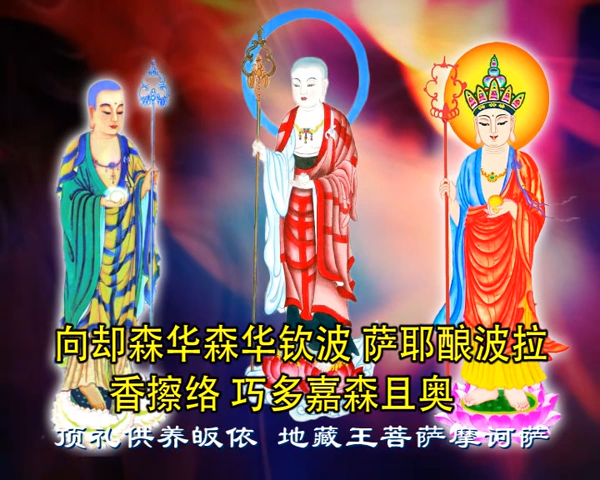 向却森华森华钦波 萨耶酿波拉
香擦络 巧多嘉森且奥
顶礼供养皈依 地藏王菩萨摩诃萨